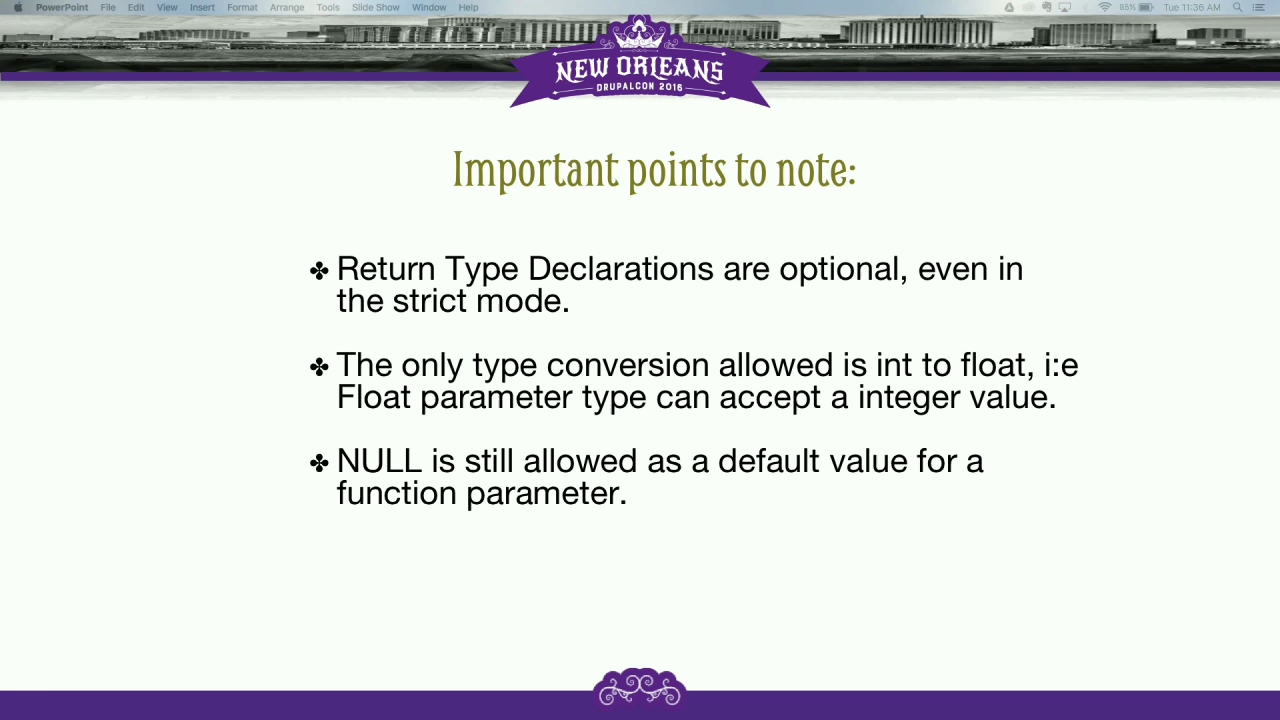 PowerPoint File Edit View Insert Format Arrange Tools Slide Show Window Help 85% Tue 11:36 AM
NEW ORLEANS
DRUPALCON 2016
Important points to note:
Return Type Declarations are optional, even in
the strict mode.
The only type conversion allowed is int to float, i:e
Float parameter type can accept a integer value.
NULL is still allowed as a default value for a
function parameter.